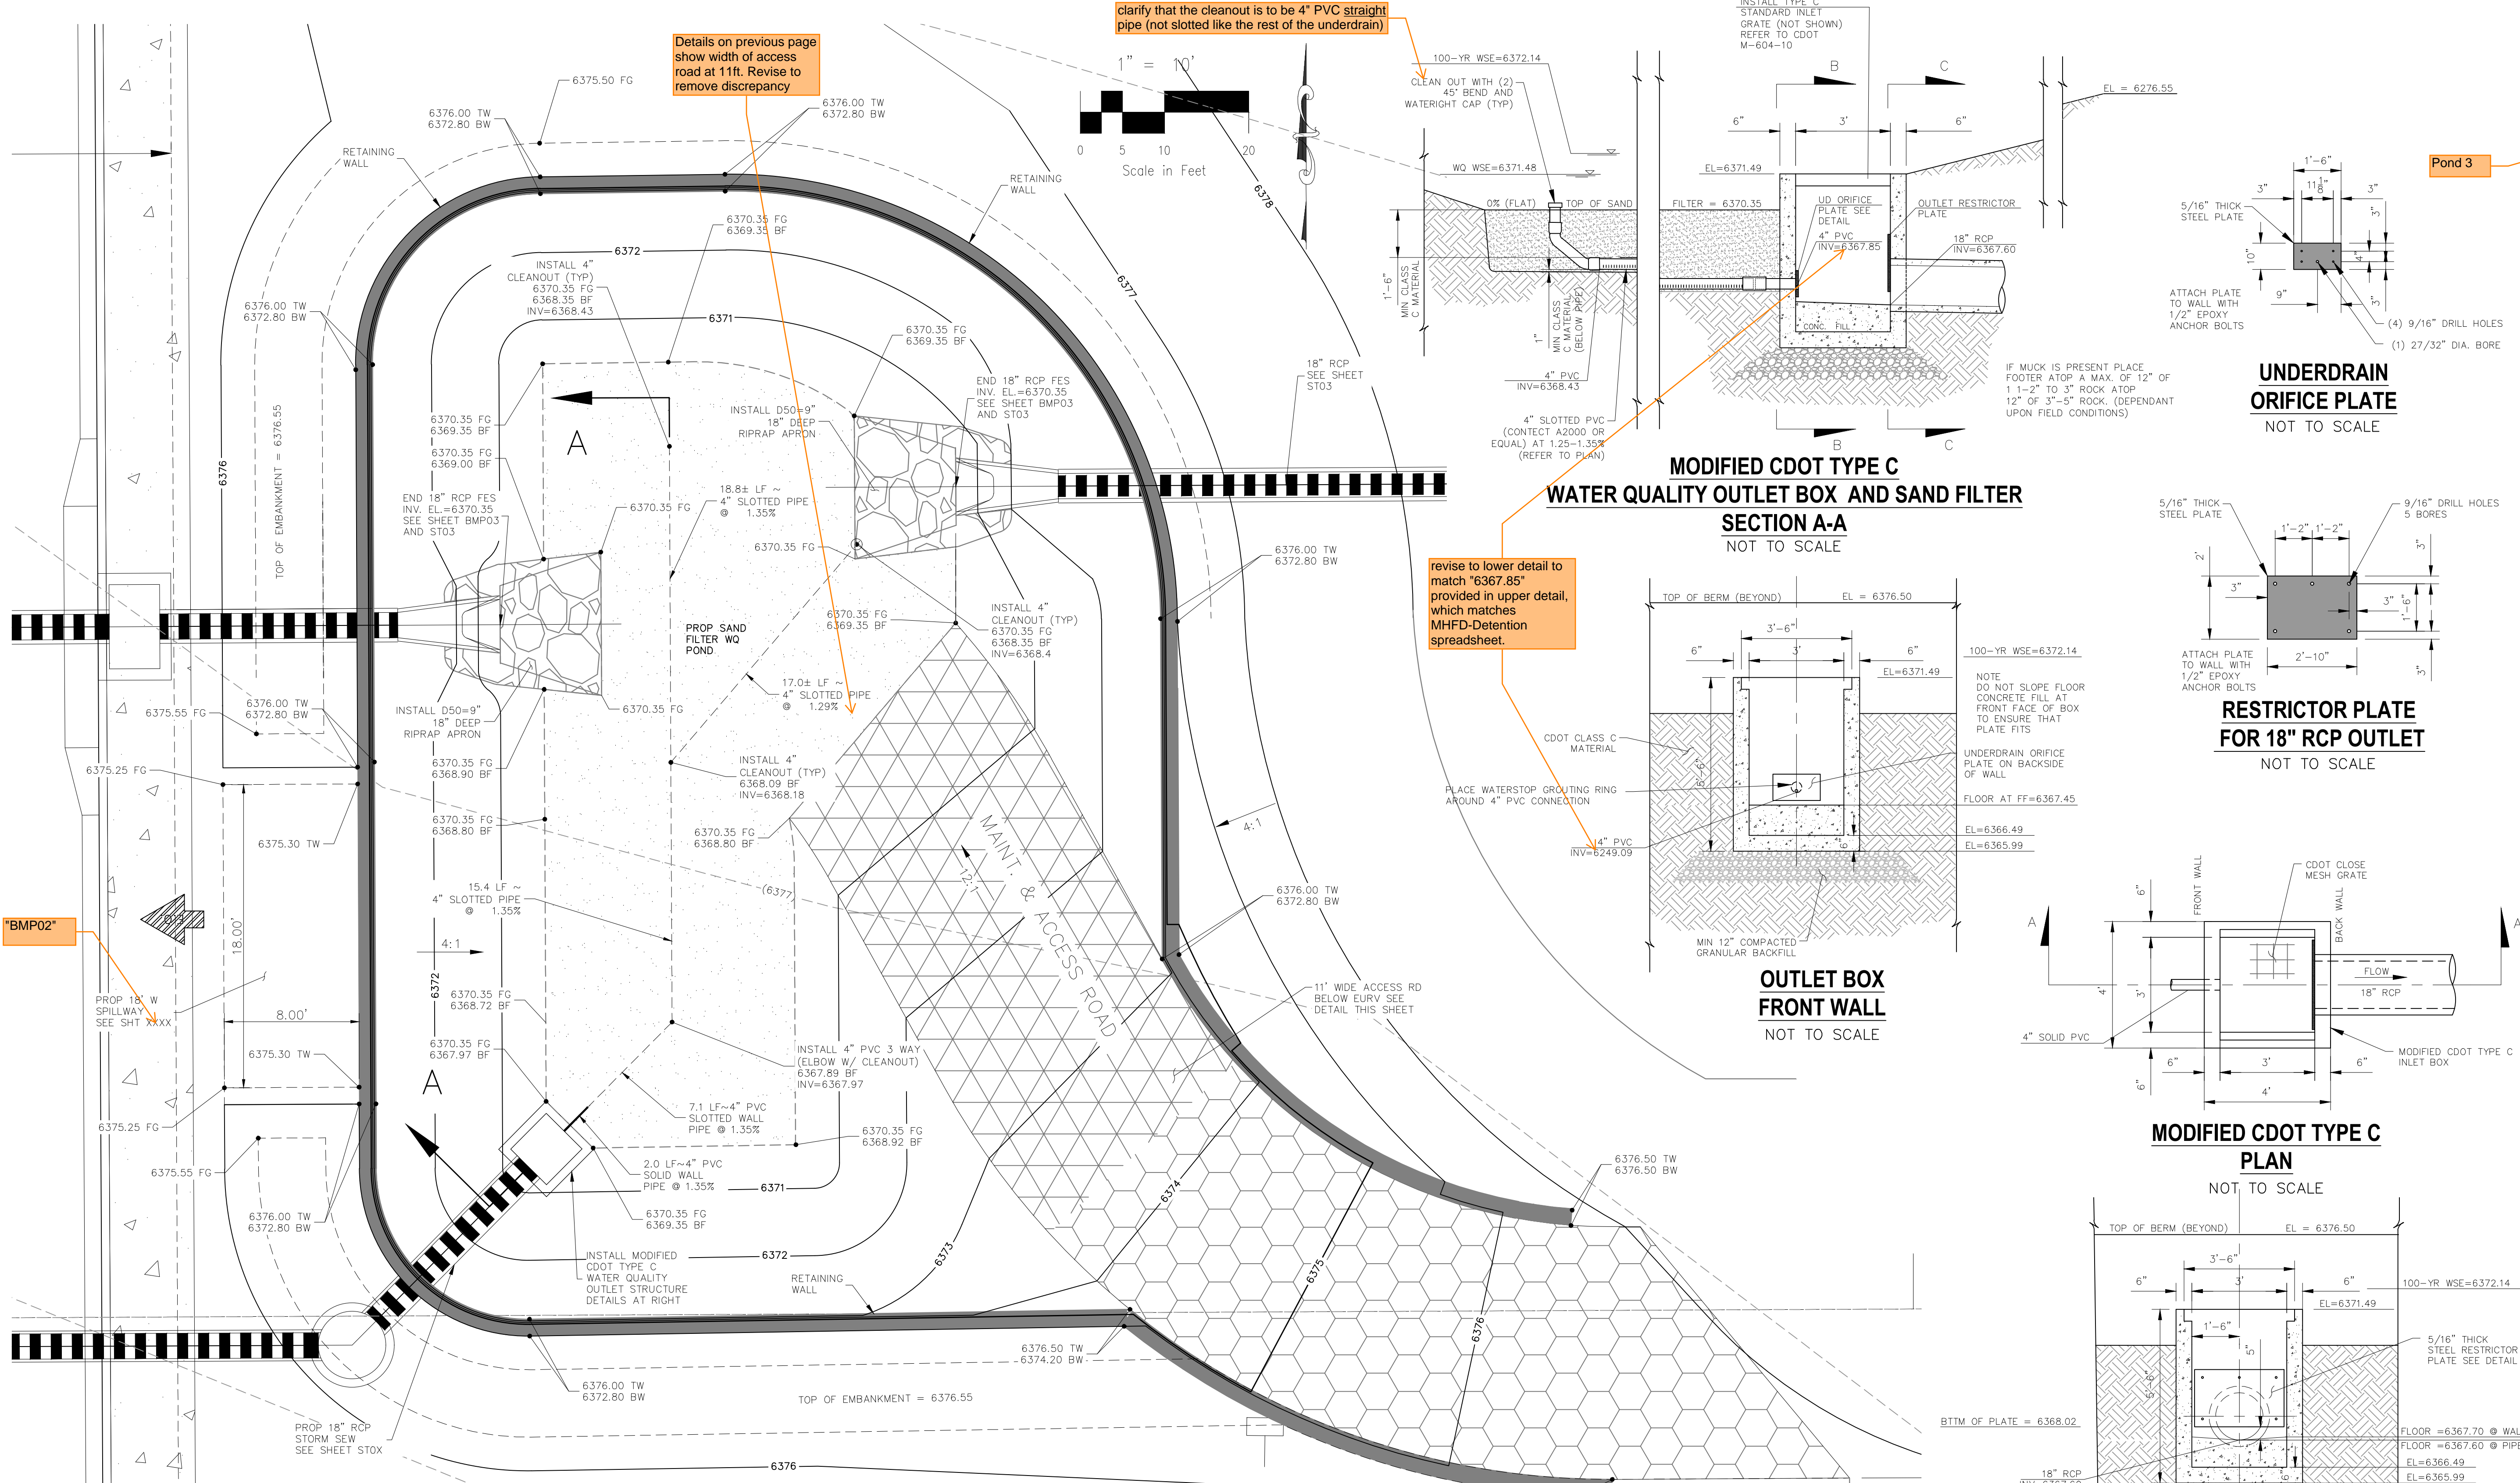 clarify that the cleanout is to be 4" PVC straight
pipe (not slotted like the rest of the underdrain)
Details on previous page
show width of access
road at 11ft. Revise to
remove discrepancy
6375.50 FG
6376.00 TW
6372.80 BW
6376.00 TW
6372.80 BW
RETAINING
WALL
RETAINING
WALL
1" = 10'
0 5 10 20
Scale in Feet
6378
6377
6370.35 FG
6369.35 BF
6372
INSTALL 4"
CLEANOUT (TYP)
6370.35 FG
6368.35 BF
INV=6368.43
6376.00 TW
6372.80 BW
6371
6370.35 FG
6369.35 BF
END 18" RCP FES
INV. EL.=6370.35
SEE SHEET BMP03
AND ST03
18" RCP
SEE SHEET
ST03
INSTALL D50=9"
18" DEEP
RIPRAP APRON
6370.35 FG
6369.35 BF
A
6370.35 FG
6369.00 BF
6376
TOP OF EMBANKMENT = 6376.55
END 18" RCP FES
INV. EL.=6370.35
SEE SHEET BMP03
AND ST03
18.8± LF ~
4" SLOTTED PIPE
@ 1.35%
6370.35 FG
6370.35 FG
6376.00 TW
6372.80 BW
6370.35 FG
6369.35 BF
INSTALL 4"
CLEANOUT (TYP)
6370.35 FG
6368.35 BF
INV=6368.4
PROP SAND
FILTER WQ
POND
17.0± LF ~
4" SLOTTED PIPE
@ 1.29%
6376.00 TW
6372.80 BW
6375.55 FG
INSTALL D50=9"
18" DEEP
RIPRAP APRON
6370.35 FG
6375.25 FG
6370.35 FG
6368.90 BF
INSTALL 4"
CLEANOUT (TYP)
6368.09 BF
INV=6368.18
6375.30 TW
6370.35 FG
6368.80 BF
6370.35 FG
6368.80 BF
MAINT. & ACCESS ROAD
12:1
4:1
(6377)
15.4 LF ~
4" SLOTTED PIPE
@ 1.35%
6376.00 TW
6372.80 BW
"BMP02"
18.00'
4:1
6372
PROP 18' W
SPILLWAY
SEE SHT XXXX
8.00'
6370.35 FG
6368.72 BF
11' WIDE ACCESS RD
BELOW EURV SEE
DETAIL THIS SHEET
6375.30 TW
6370.35 FG
6367.97 BF
INSTALL 4" PVC 3 WAY
(ELBOW W/ CLEANOUT)
6367.89 BF
INV=6367.97
A
6375.25 FG
7.1 LF~4" PVC
SLOTTED WALL
PIPE @ 1.35%
6370.35 FG
6368.92 BF
6375.55 FG
2.0 LF~4" PVC
SOLID WALL
PIPE @ 1.35%
6371
6374
6376.50 TW
6376.50 BW
6376.00 TW
6372.80 BW
6370.35 FG
6369.35 BF
INSTALL MODIFIED
CDOT TYPE C
WATER QUALITY
OUTLET STRUCTURE
DETAILS AT RIGHT
6372
6373
RETAINING
WALL
6375
6376
6376.50 TW
6374.20 BW
6376.00 TW
6372.80 BW
TOP OF EMBANKMENT = 6376.55
PROP 18" RCP
STORM SEW
SEE SHEET ST0X
6376
INSTALL TYPE C
STANDARD INLET
GRATE (NOT SHOWN)
REFER TO CDOT
M-604-10
100-YR WSE=6372.14
CLEAN OUT WITH (2)
45° BEND AND
WATERIGHT CAP (TYP)
B
C
EL = 6276.55
6"
3'
6"
WQ WSE=6371.48
EL=6371.49
0% (FLAT)
TOP OF SAND
FILTER = 6370.35
UD ORIFICE
PLATE SEE
DETAIL
OUTLET RESTRICTOR
PLATE
4" PVC
INV=6367.85
18" RCP
INV=6367.60
1'-6"
MIN CLASS
C MATERIAL
1"
MIN CLASS
C MATERIAL
(BELOW PIPE)
CONC. FILL
4" PVC
INV=6368.43
4" SLOTTED PVC
(CONTECT A2000 OR
EQUAL) AT 1.25-1.35%
(REFER TO PLAN)
IF MUCK IS PRESENT PLACE
FOOTER ATOP A MAX. OF 12" OF
1 1-2" TO 3" ROCK ATOP
12" OF 3"-5" ROCK. (DEPENDANT
UPON FIELD CONDITIONS)
B
C
MODIFIED CDOT TYPE C
WATER QUALITY OUTLET BOX AND SAND FILTER
SECTION A-A
NOT TO SCALE
Pond 3
1'-6"
3"
3"
5/16" THICK
STEEL PLATE
3"
10"
4"
ATTACH PLATE
TO WALL WITH
1/2" EPOXY
ANCHOR BOLTS
9"
3"
(4) 9/16" DRILL HOLES
(1) 27/32" DIA. BORE
UNDERDRAIN
ORIFICE PLATE
NOT TO SCALE
5/16" THICK
STEEL PLATE
9/16" DRILL HOLES
5 BORES
1'-2"
1'-2"
3"
2'
3"
3"
1'-6"
ATTACH PLATE
TO WALL WITH
1/2" EPOXY
ANCHOR BOLTS
2'-10"
3"
RESTRICTOR PLATE
FOR 18" RCP OUTLET
NOT TO SCALE
revise to lower detail to
match "6367.85"
provided in upper detail,
which matches
MHFD-Detention
spreadsheet.
TOP OF BERM (BEYOND)
EL = 6376.50
3'-6"
6"
3'
6"
100-YR WSE=6372.14
EL=6371.49
NOTE
DO NOT SLOPE FLOOR
CONCRETE FILL AT
FRONT FACE OF BOX
TO ENSURE THAT
PLATE FITS
CDOT CLASS C
MATERIAL
5'-6"
UNDERDRAIN ORIFICE
PLATE ON BACKSIDE
OF WALL
PLACE WATERSTOP GROUTING RING
AROUND 4" PVC CONNECTION
FLOOR AT FF=6367.45
4" PVC
INV=6249.09
6"
EL=6366.49
EL=6365.99
MIN 12" COMPACTED
GRANULAR BACKFILL
OUTLET BOX
FRONT WALL
NOT TO SCALE
FRONT WALL
CDOT CLOSE
MESH GRATE
BACK WALL
6"
A
A
4'
3'
FLOW
18" RCP
4" SOLID PVC
6"
6"
3'
6"
4'
MODIFIED CDOT TYPE C
INLET BOX
MODIFIED CDOT TYPE C
PLAN
NOT TO SCALE
TOP OF BERM (BEYOND)
EL = 6376.50
3'-6"
6"
3'
6"
100-YR WSE=6372.14
EL=6371.49
1'-6"
5"
5/16" THICK
STEEL RESTRICTOR
PLATE SEE DETAIL
5'-6"
BTTM OF PLATE = 6368.02
FLOOR =6367.70 @
FLOOR =6367.60 @
6"
EL=6366.49
EL=6365.99
18" RCP